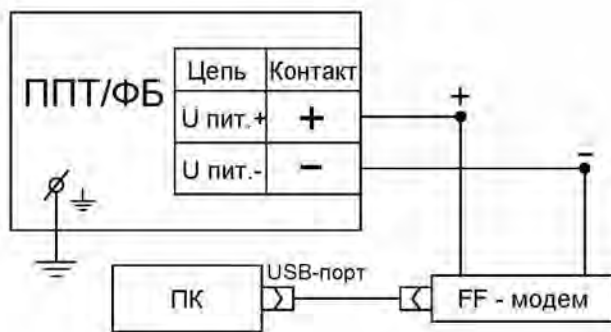 ППТ/ФБ
Цепь Контакт
U пит.+ +
U пит.- −
+
−
USB-порт
ПК
FF - модем